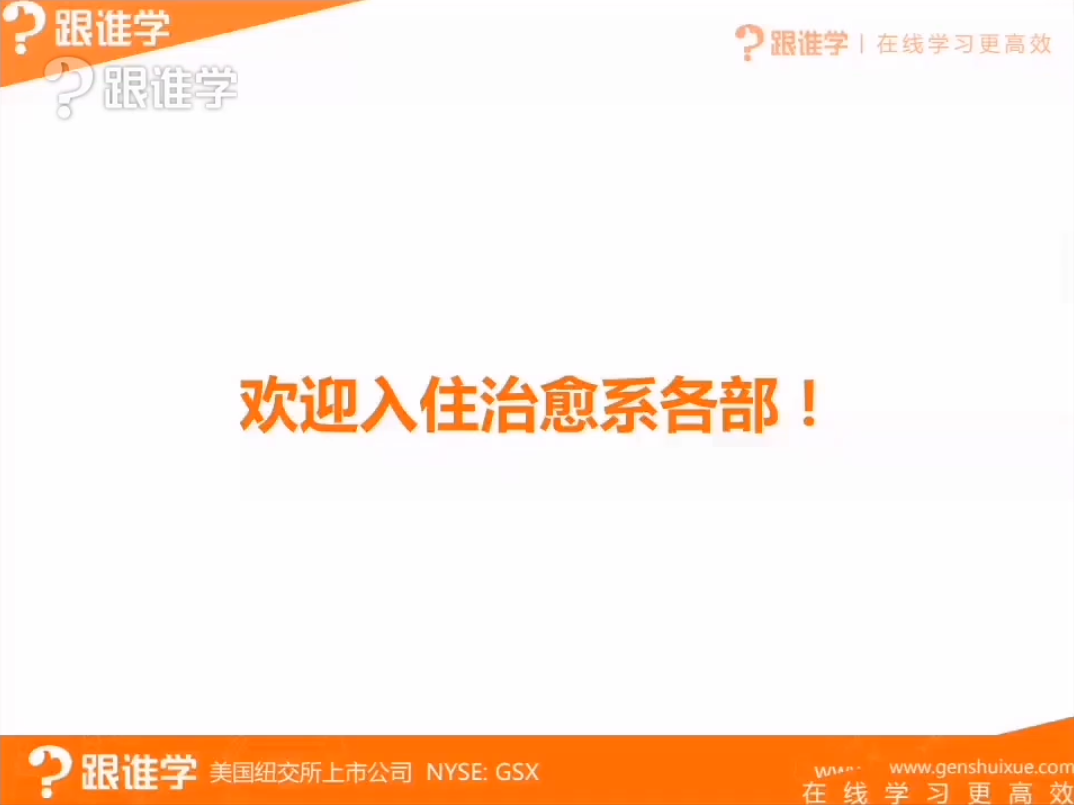 跟谁学
跟谁学
跟谁学 | 在线学习更高效
欢迎入住治愈系各部！
跟谁学 美国纽交所上市公司 NYSE: GSX
www.genshuixue.com
在线学习更高效